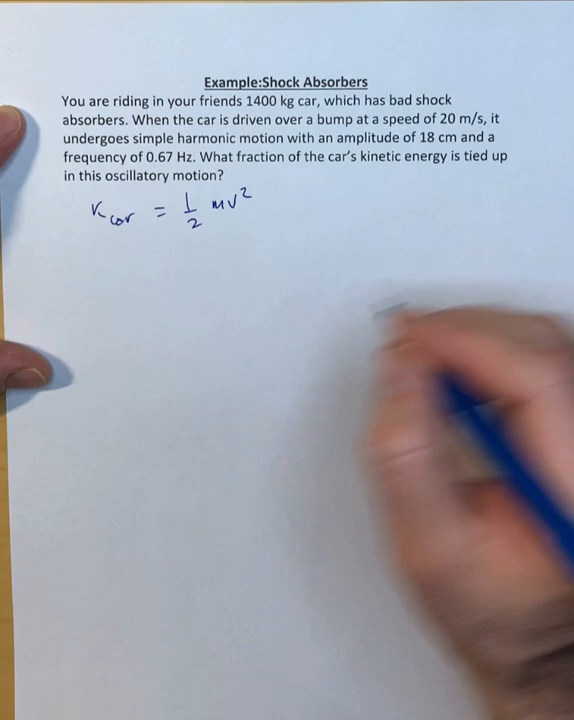 Example:Shock Absorbers
You are riding in your friends 1400 kg car, which has bad shock
absorbers. When the car is driven over a bump at a speed of 20 m/s, it
undergoes simple harmonic motion with an amplitude of 18 cm and a
frequency of 0.67 Hz. What fraction of the car's kinetic energy is tied up
in this oscillatory motion?
K_car = 1/2 mv²